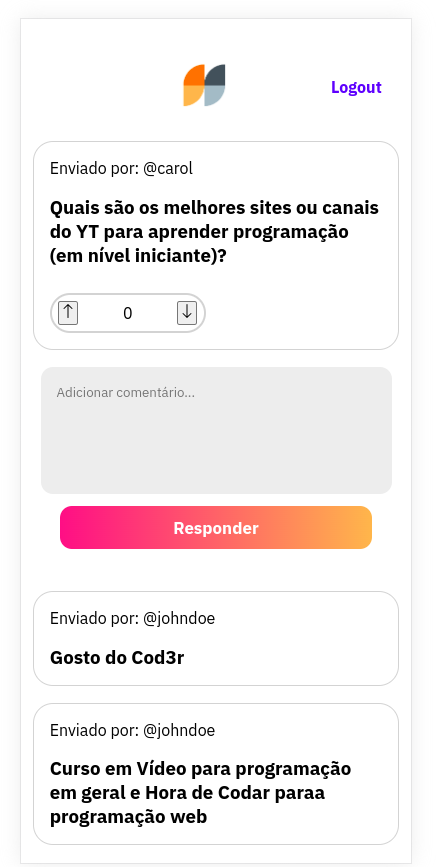 Logout
Enviado por: @carol
Quais são os melhores sites ou canais
do YT para aprender programação
(em nível iniciante)?
↑ 0 ↓
Adicionar comentário...
Responder
Enviado por: @johndoe
Gosto do Cod3r
Enviado por: @johndoe
Curso em Vídeo para programação
em geral e Hora de Codar paraa
programação web